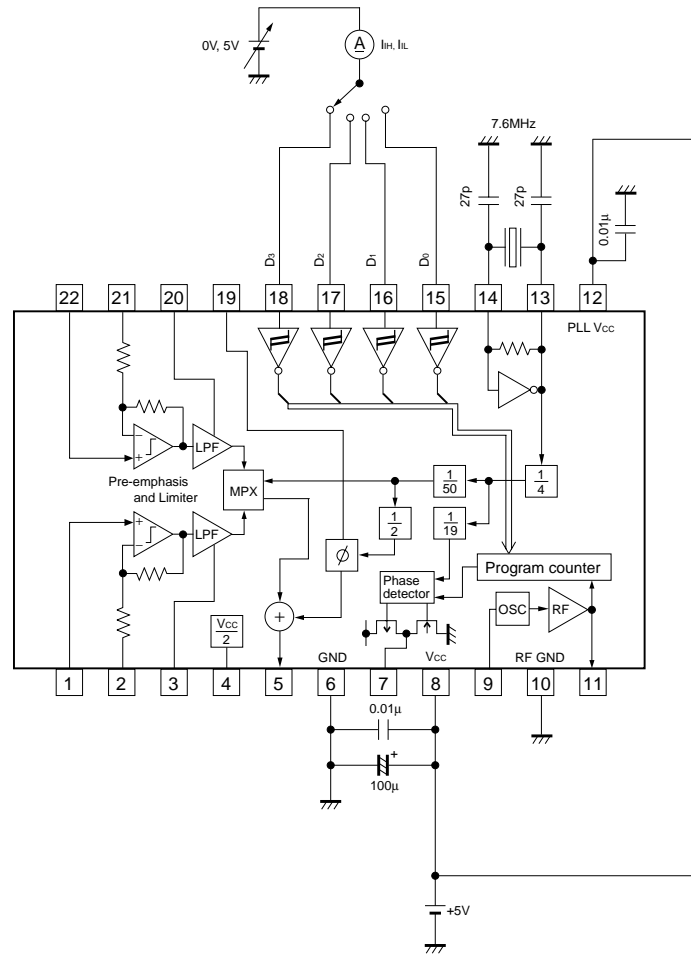 0V, 5V
A
IIH, IIL
7.6MHz
27p
27p
0.01μ
D3
D2
D1
D0
22
21
20
19
18
17
16
15
14
13
12
PLL VCC
LPF
Pre-emphasis
and Limiter
MPX
1/50
1/4
1/2
1/19
LPF
ϕ
Phase
detector
Program counter
OSC
RF
VCC/2
+
GND
VCC
RF GND
1
2
3
4
5
6
7
8
9
10
11
0.01μ
+
100μ
+5V